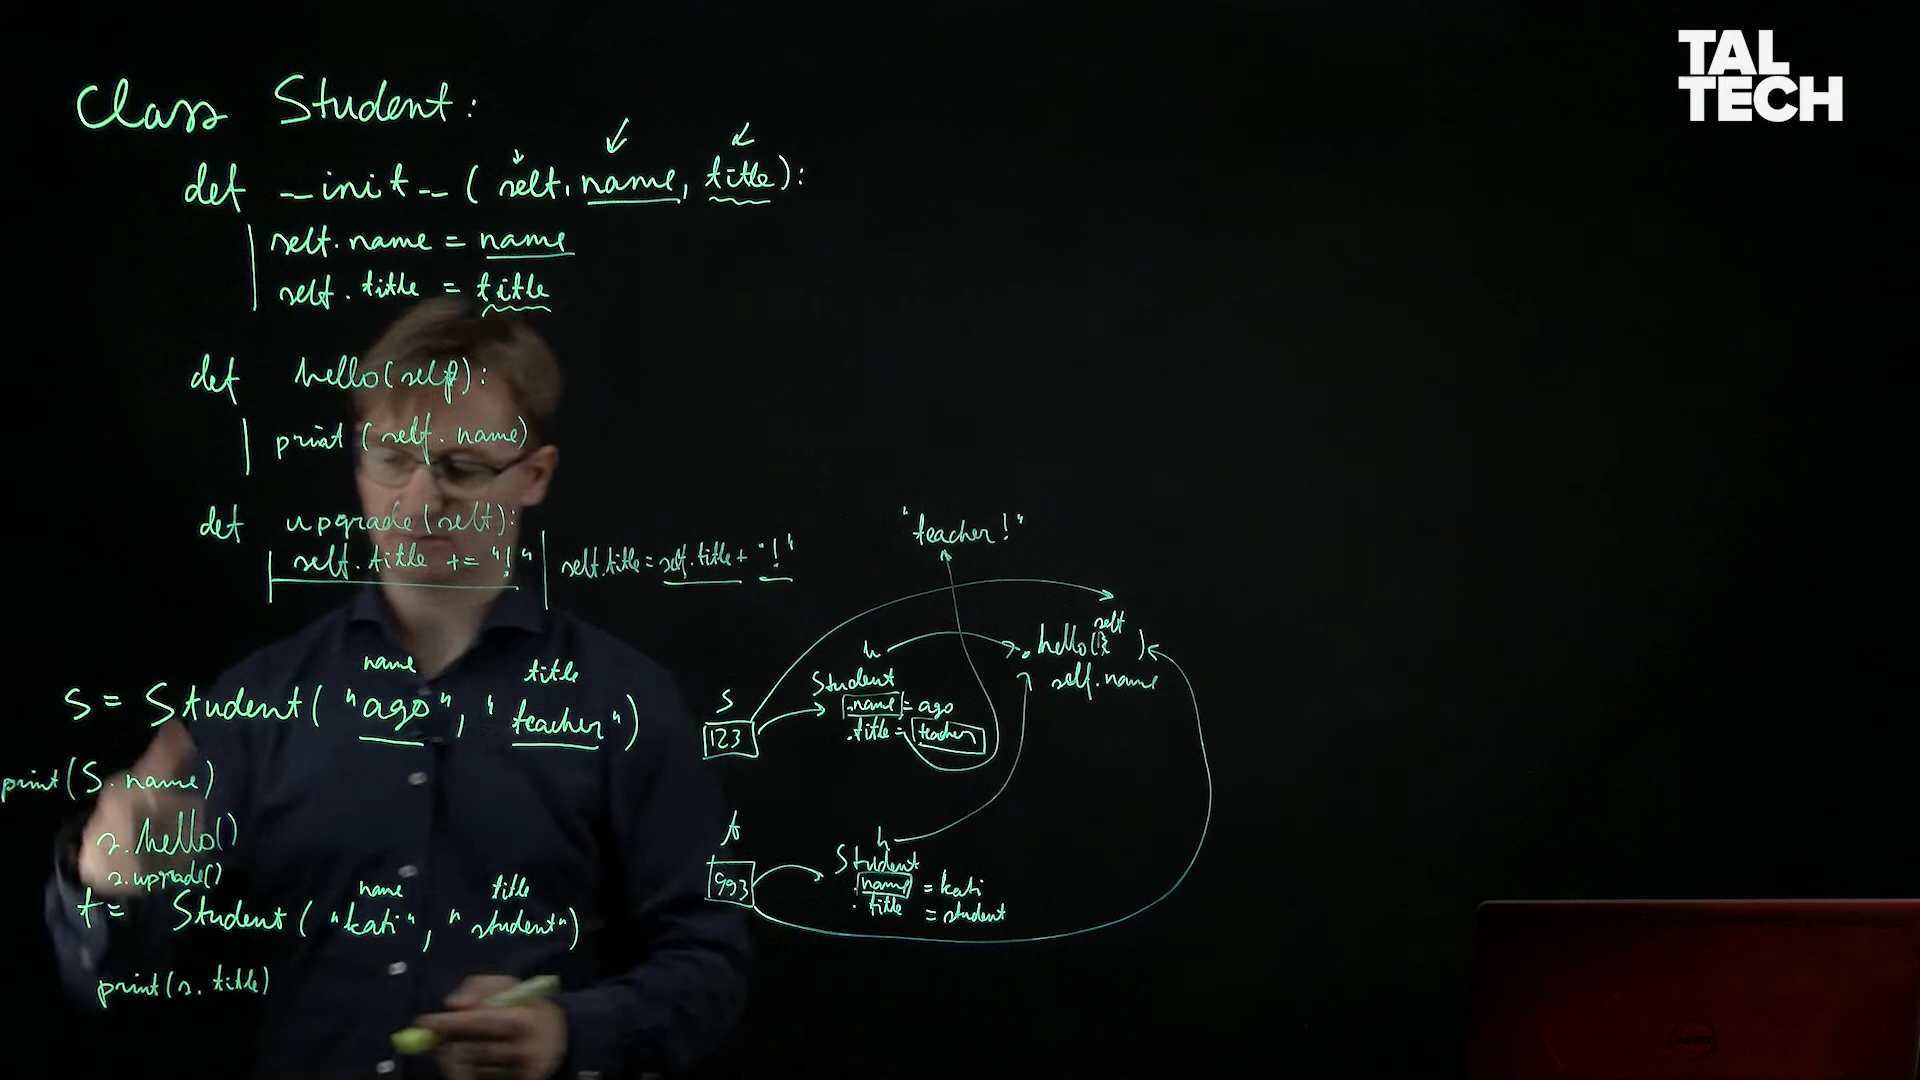 TAL
TECH
Class Student:
def __init__(self, name, title):
self.name = name
self.title = title
def hello(self):
print(self.name)
def upgrade(self):
self.title += "!"
self.title = self.title + "!"
name title
s = Student("ago", "teacher")
print(s.name)
s.hello()
s.upgrade()
name title
t = Student("kati", "student")
print(s.title)
"teacher!"
self
.hello( )
self.name
h
s
Student
123
.name = ago
.title = teacher
t
h
Student
993
.name = kati
.title = student